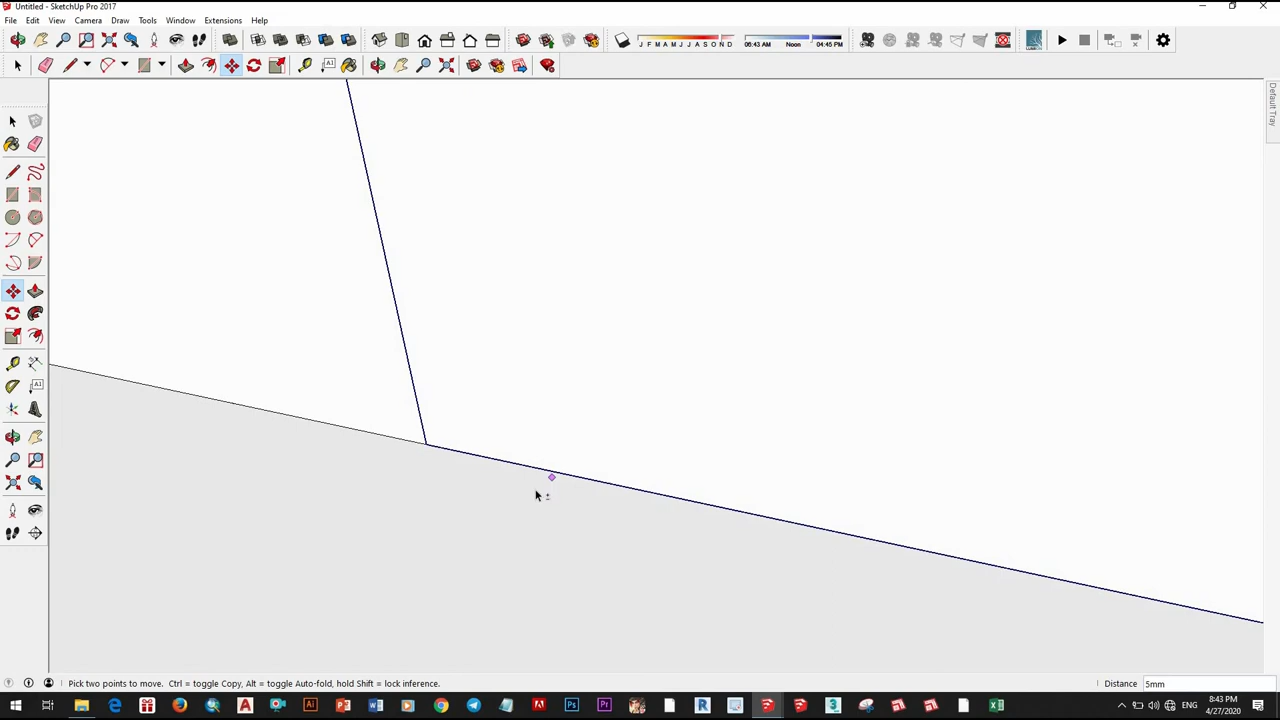 Untitled - SketchUp Pro 2017
File Edit View Camera Draw Tools Window Extensions Help
J F M A M J J A S O N D
06:43 AM Noon 04:45 PM
Default Tray
Pick two points to move. Ctrl = toggle Copy, Alt = toggle Auto-fold, hold Shift = lock inference.
Distance 5mm
ENG
8:43 PM
4/27/2020